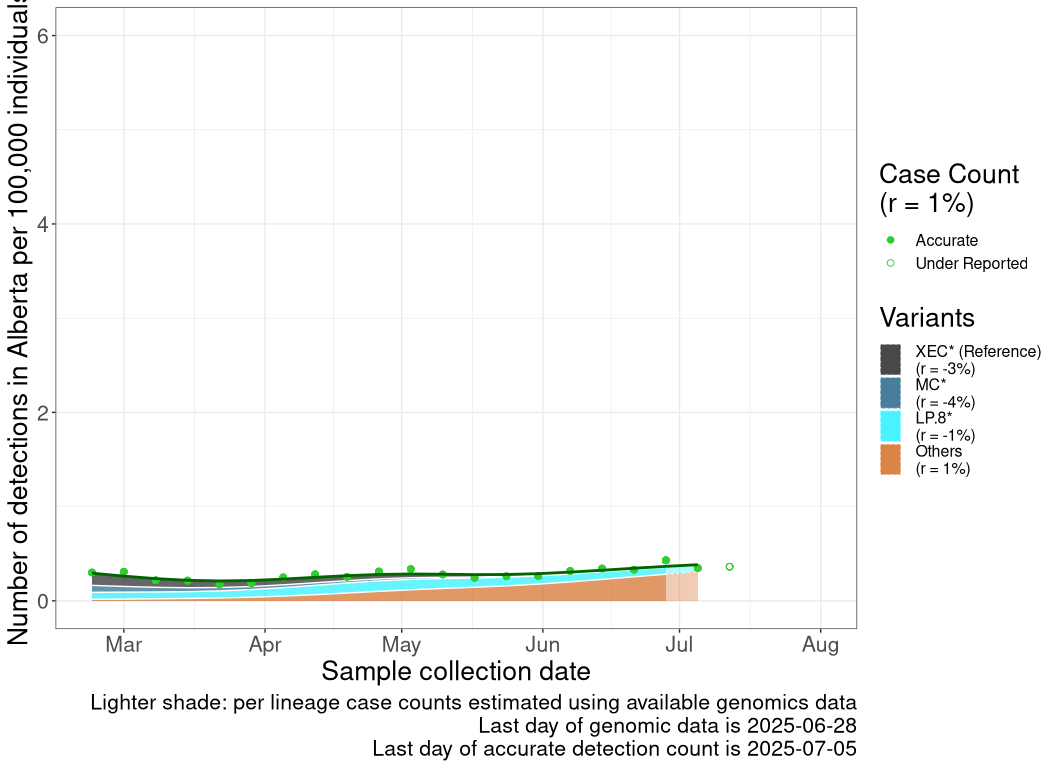 Number of detections in Alberta per 100,000 individuals
6
4
2
0
Mar Apr May Jun Jul Aug
Sample collection date
Lighter shade: per lineage case counts estimated using available genomics data
Last day of genomic data is 2025-06-28
Last day of accurate detection count is 2025-07-05
Case Count
(r = 1%)
Accurate
Under Reported
Variants
XEC* (Reference)
(r = -3%)
MC*
(r = -4%)
LP.8*
(r = -1%)
Others
(r = 1%)